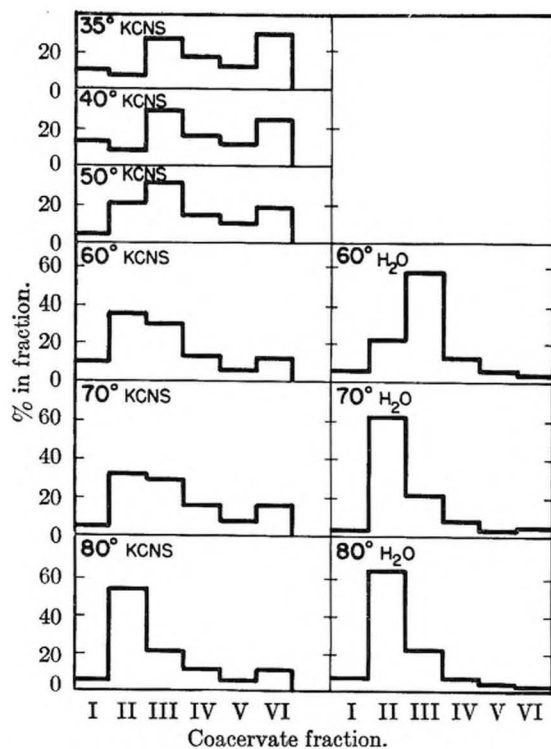 35° KCNS
20
0
40° KCNS
20
0
50° KCNS
20
0
60° KCNS
60
40
20
0
60° H₂O
70° KCNS
60
40
20
0
70° H₂O
80° KCNS
60
40
20
0
80° H₂O
% in fraction.
I II III IV V VI
I II III IV V VI
Coacervate fraction.